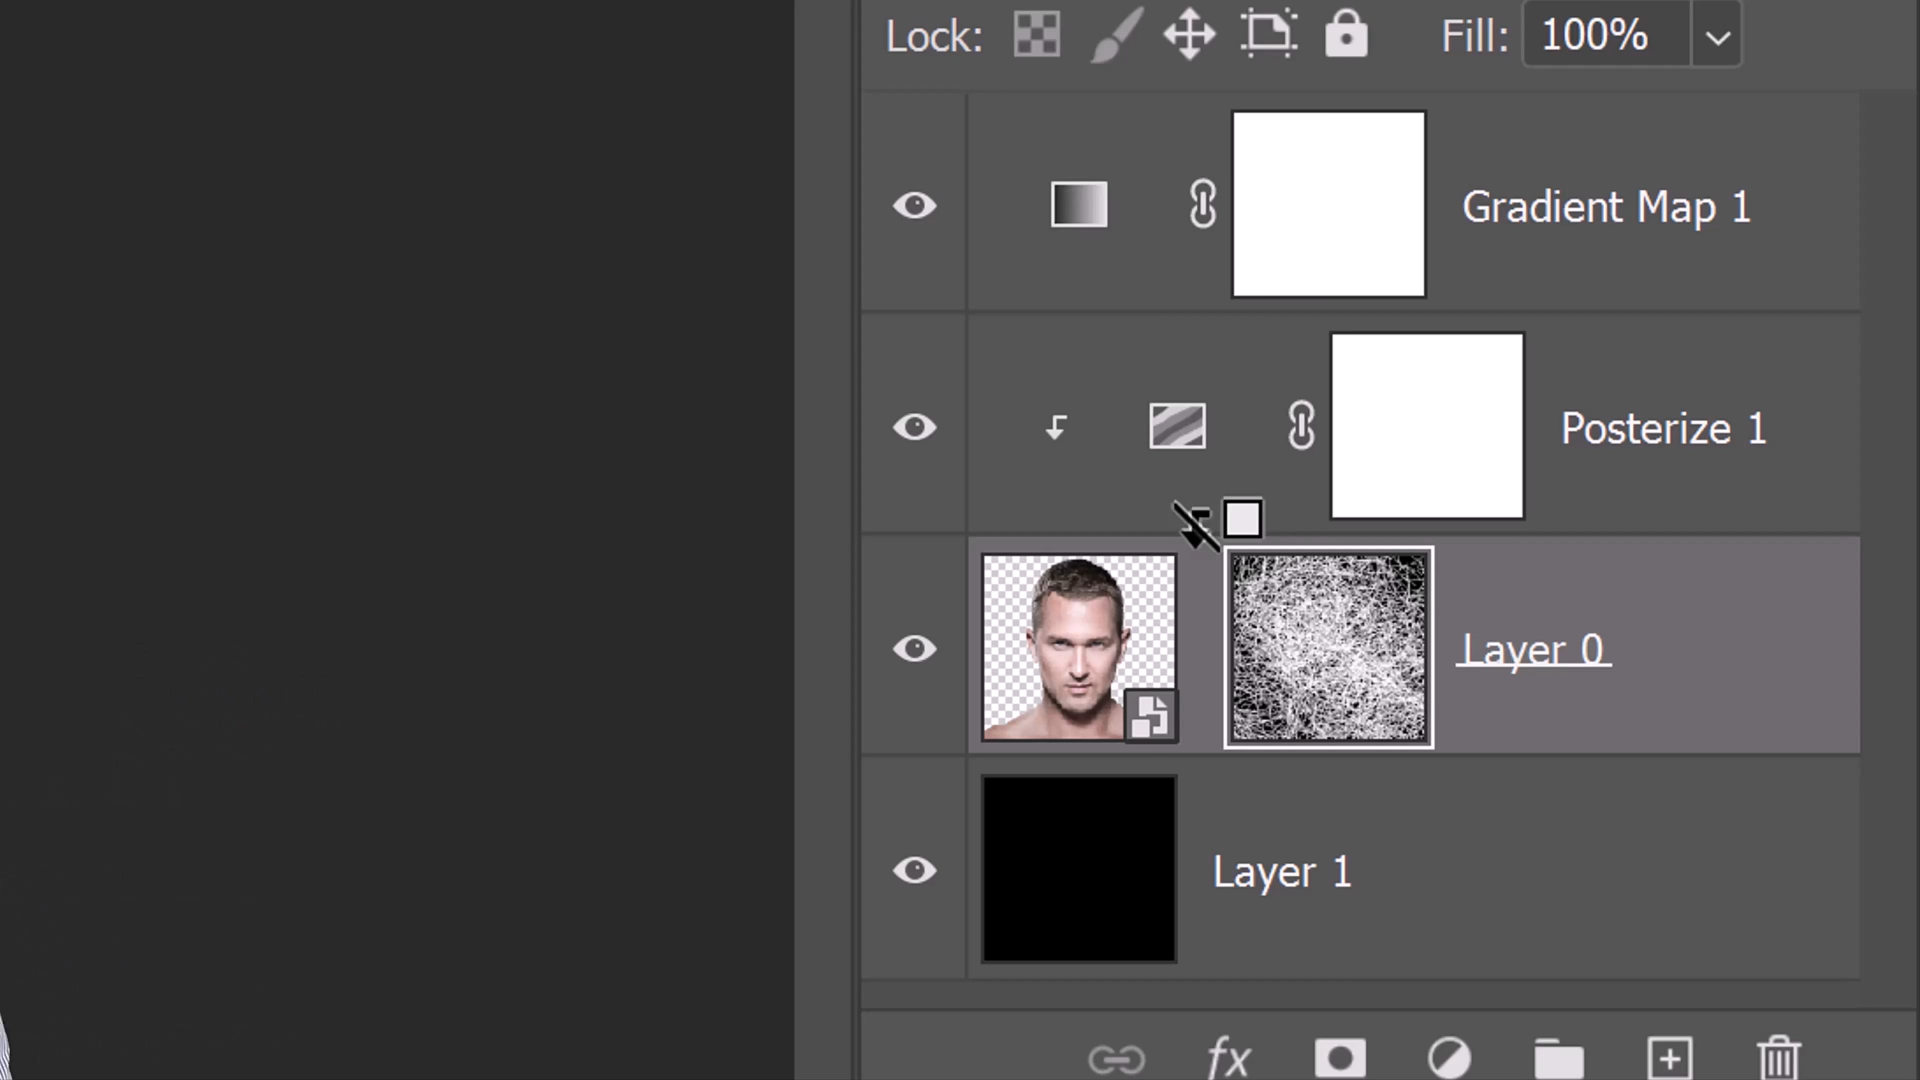 Lock: Fill: 100%
Gradient Map 1
Posterize 1
Layer 0
Layer 1
fx